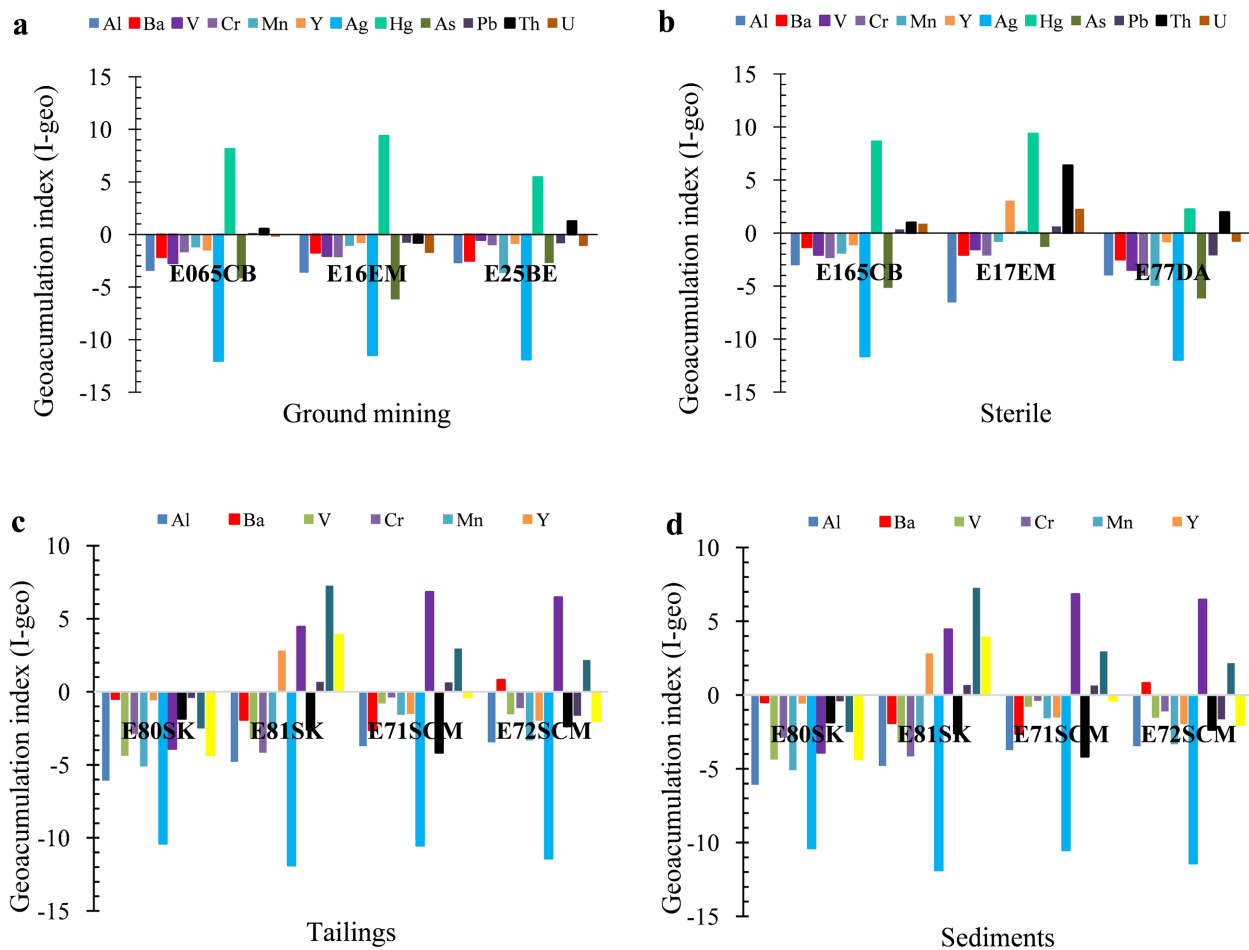 a
Al Ba V Cr Mn Y Ag Hg As Pb Th U
Geoacumulation index (I-geo)
15
10
5
0
-5
-10
-15
E065CB E16EM E25BE
Ground mining
b
Al Ba V Cr Mn Y Ag Hg As Pb Th U
Geoacumulation index (I-geo)
15
10
5
0
-5
-10
-15
E165CB E17EM E77DA
Sterile
c
Al Ba V Cr Mn Y
Geoacumulation index (I-geo)
10
5
0
-5
-10
-15
E80SK E81SK E71SCM E72SCM
Tailings
d
Al Ba V Cr Mn Y
Geoacumulation index (I-geo)
10
5
0
-5
-10
-15
E80SK E81SK E71SCM E72SCM
Sediments